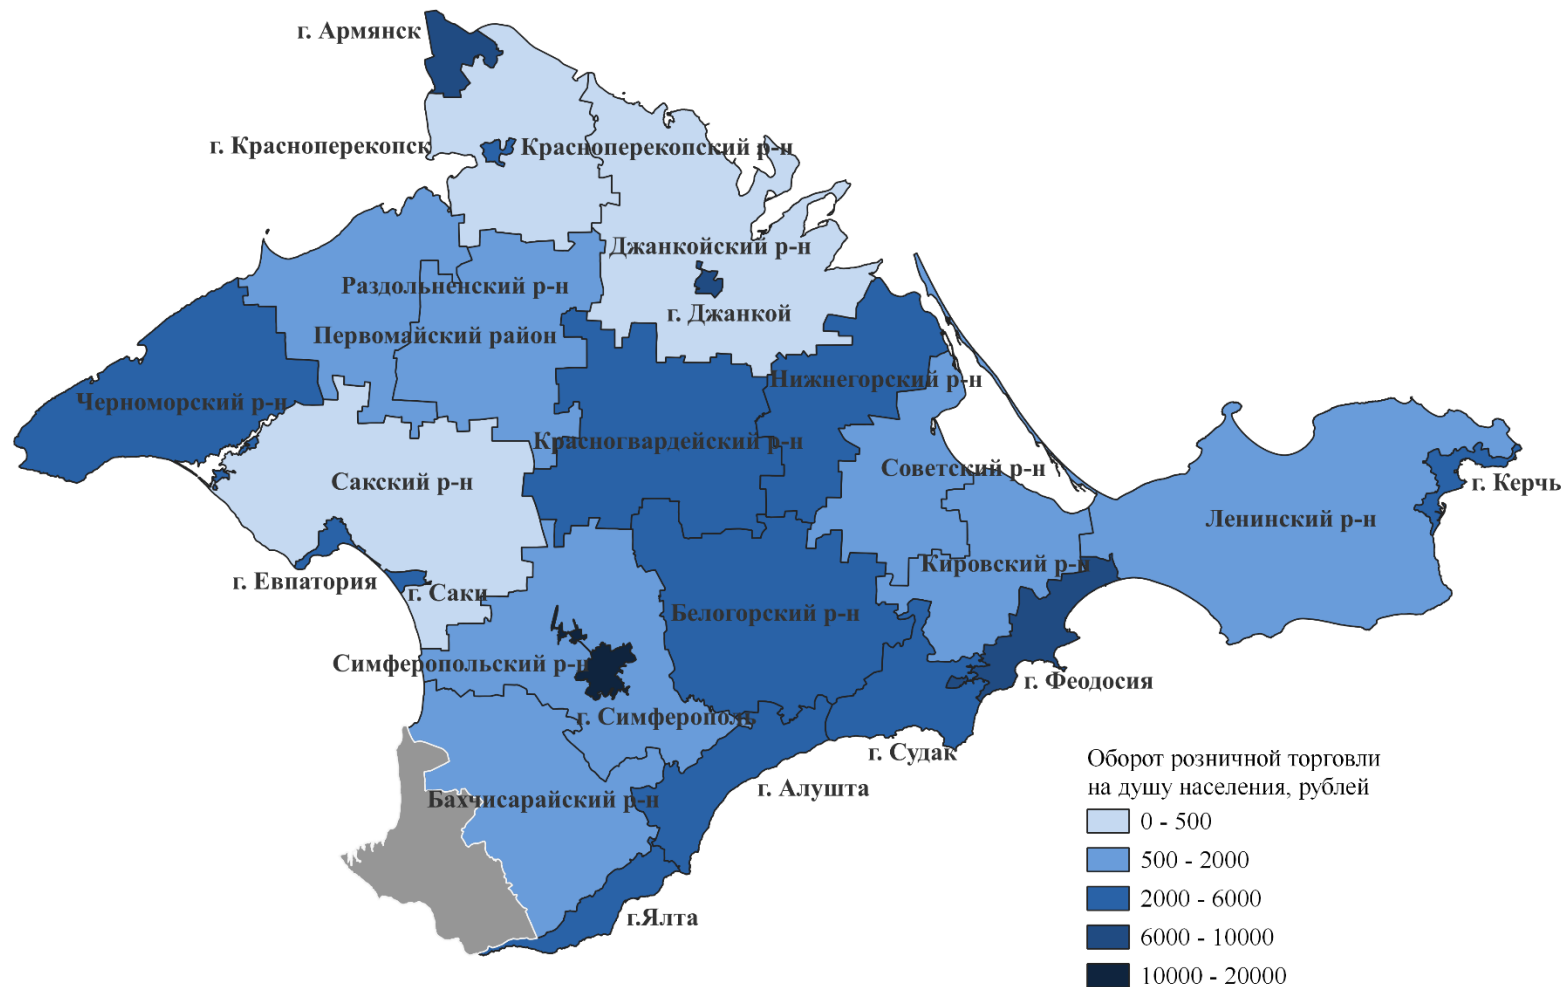 г. Армянск
г. Красноперекопск
Красноперекопский р-н
Джанкойский р-н
Раздольненский р-н
г. Джанкой
Первомайский район
Нижнегорский р-н
Черноморский р-н
Красногвардейский р-н
Советский р-н
Сакский р-н
г. Керчь
Ленинский р-н
Кировский р-н
г. Евпатория
г. Саки
Белогорский р-н
Симферопольский р-н
г. Феодосия
г. Симферополь
г. Судак
г. Алушта
Бахчисарайский р-н
г.Ялта
Оборот розничной торговли
на душу населения, рублей
0 - 500
500 - 2000
2000 - 6000
6000 - 10000
10000 - 20000